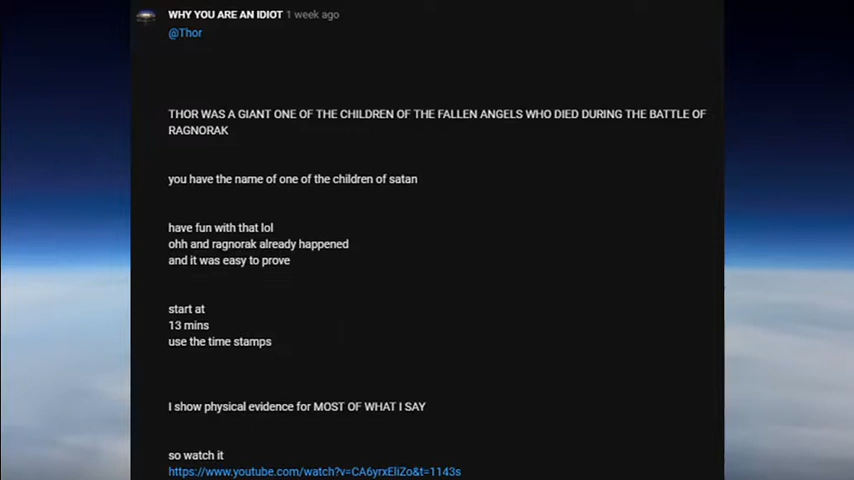 WHY YOU ARE AN IDIOT 1 week ago
@Thor
THOR WAS A GIANT ONE OF THE CHILDREN OF THE FALLEN ANGELS WHO DIED DURING THE BATTLE OF
RAGNORAK
you have the name of one of the children of satan
have fun with that lol
ohh and ragnorak already happened
and it was easy to prove
start at
13 mins
use the time stamps
I show physical evidence for MOST OF WHAT I SAY
so watch it
https://www.youtube.com/watch?v=CA6yrxEliZo&t=1143s